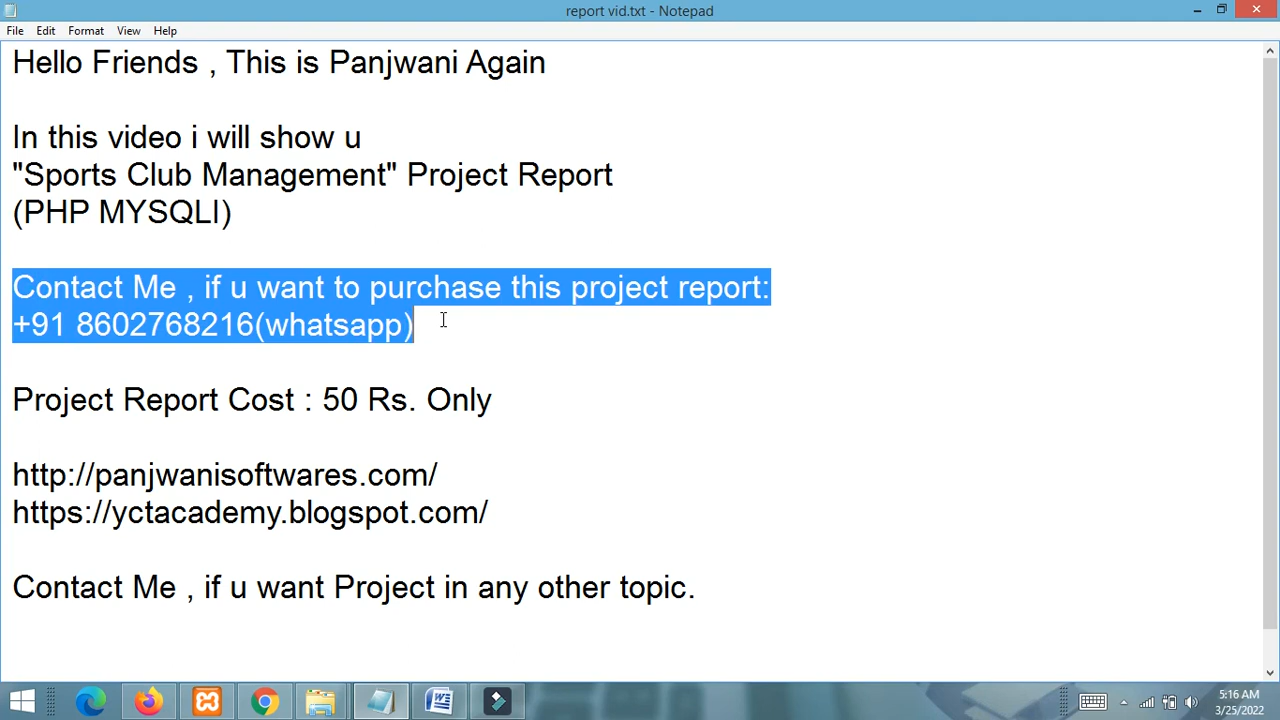 report vid.txt - Notepad
File Edit Format View Help
Hello Friends , This is Panjwani Again
In this video i will show u
"Sports Club Management" Project Report
(PHP MYSQLI)
Contact Me , if u want to purchase this project report:
+91 8602768216(whatsapp)
Project Report Cost : 50 Rs. Only
http://panjwanisoftwares.com/
https://yctacademy.blogspot.com/
Contact Me , if u want Project in any other topic.
5:16 AM
3/25/2022